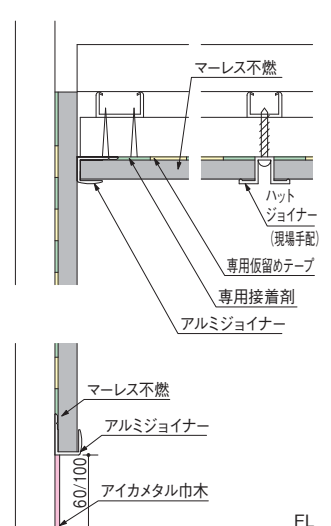 マーレス不燃
ハット
ジョイナー
(現場手配)
専用仮留めテープ
専用接着剤
アルミジョイナー
マーレス不燃
アルミジョイナー
60/100
アイカメタル巾木
FL